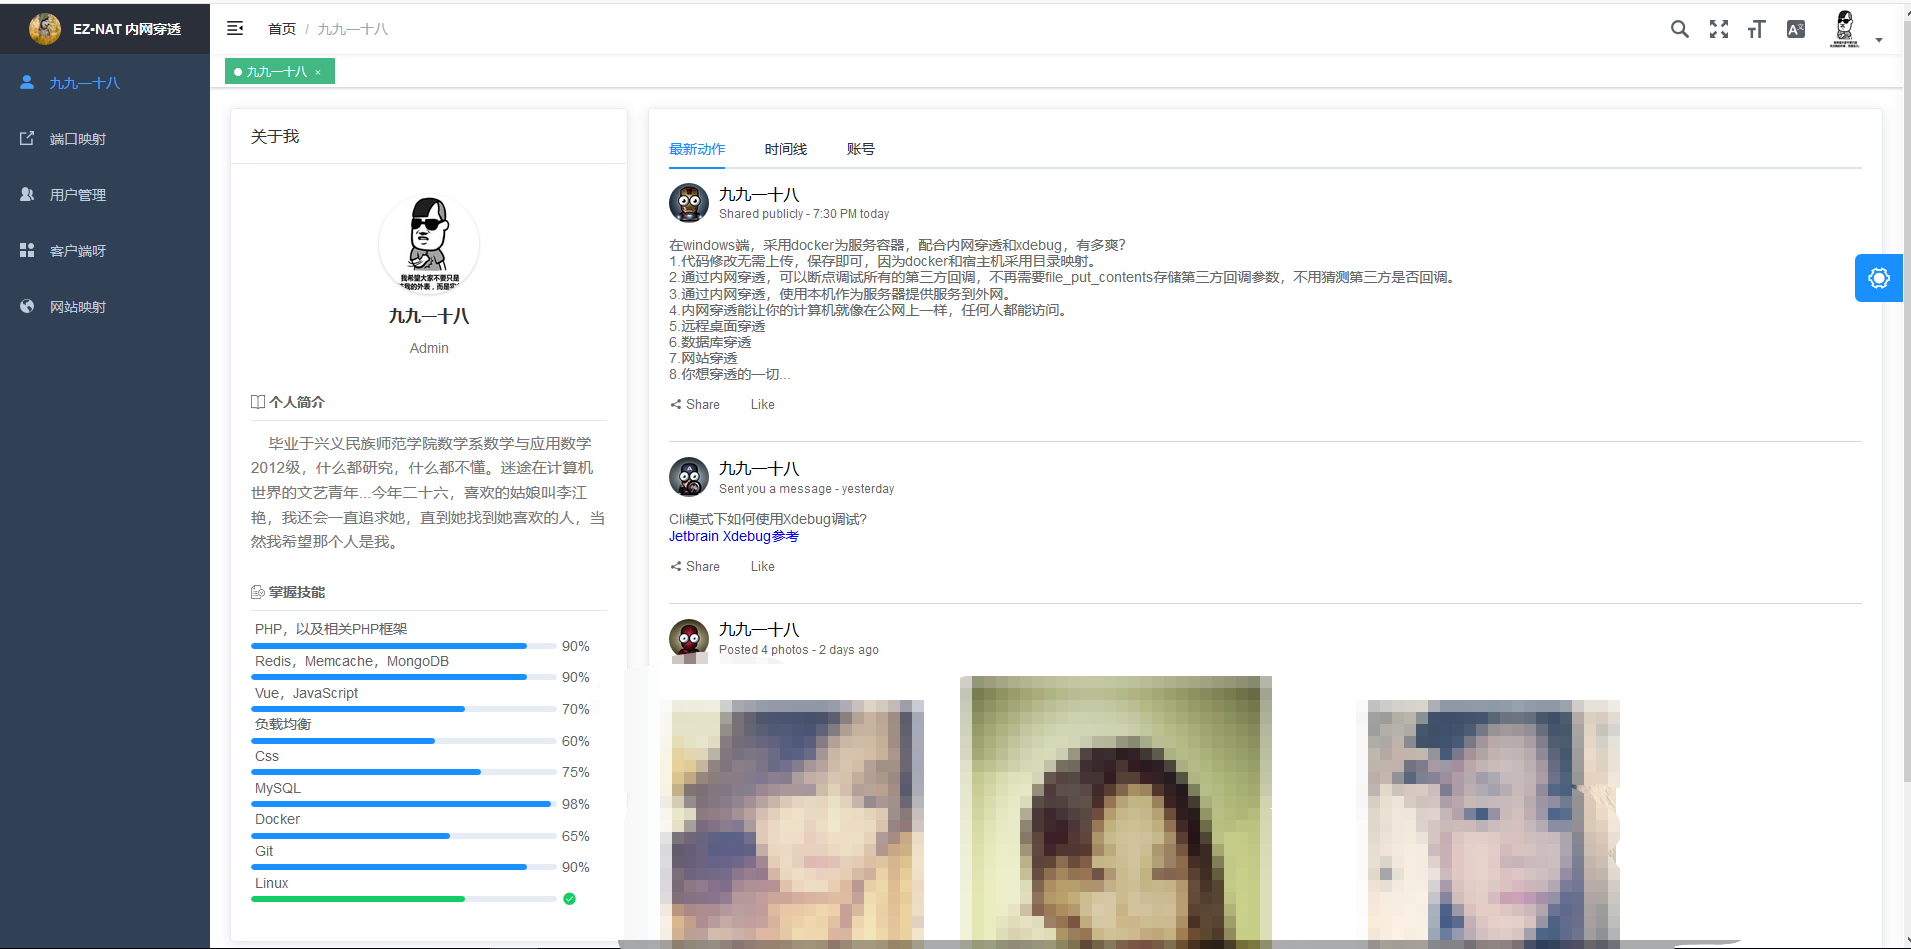 EZ-NAT 内网穿透
首页 / 九九一十八
九九一十八 ×
九九一十八
端口映射
用户管理
客户端呀
网站映射
关于我
我希望大家不要只是
九九一十八
Admin
个人简介
毕业于兴义民族师范学院数学系数学与应用数学
2012级，什么都研究，什么都不懂。迷途在计算机
世界的文艺青年...今年二十六，喜欢的姑娘叫李江
艳，我还会一直追求她，直到她找到她喜欢的人，当
然我希望那个人是我。
掌握技能
PHP，以及相关PHP框架
90%
Redis，Memcache，MongoDB
90%
Vue，JavaScript
70%
负载均衡
60%
Css
75%
MySQL
98%
Docker
65%
Git
90%
Linux
最新动作 时间线 账号
九九一十八
Shared publicly - 7:30 PM today
在windows端，采用docker为服务容器，配合内网穿透和xdebug，有多爽?
1.代码修改无需上传，保存即可，因为docker和宿主机采用目录映射。
2.通过内网穿透，可以断点调试所有的第三方回调，不再需要file_put_contents存储第三方回调参数，不用猜测第三方是否回调。
3.通过内网穿透，使用本机作为服务器提供服务到外网。
4.内网穿透能让你的计算机就像在公网上一样，任何人都能访问。
5.远程桌面穿透
6.数据库穿透
7.网站穿透
8.你想穿透的一切...
Share Like
九九一十八
Sent you a message - yesterday
Cli模式下如何使用Xdebug调试?
Jetbrain Xdebug参考
Share Like
九九一十八
Posted 4 photos - 2 days ago